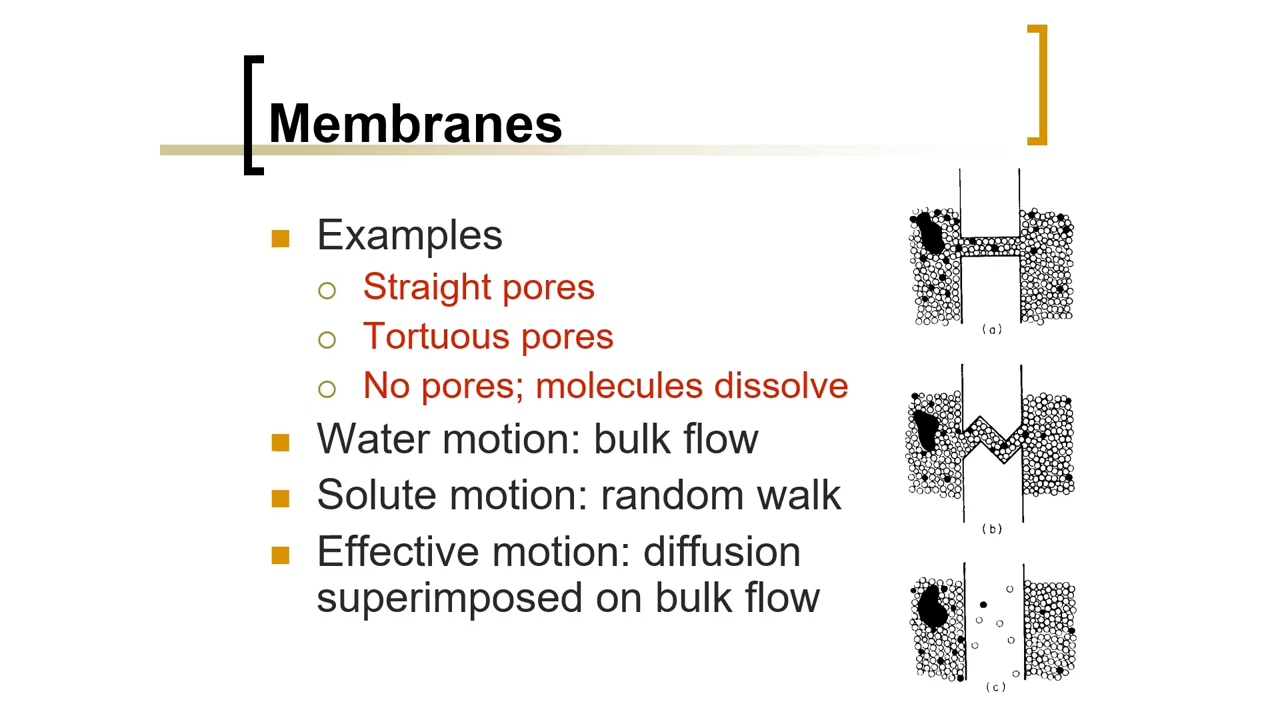 Membranes
Examples
Straight pores
Tortuous pores
No pores; molecules dissolve
Water motion: bulk flow
Solute motion: random walk
Effective motion: diffusion
superimposed on bulk flow
(a)
(b)
(c)